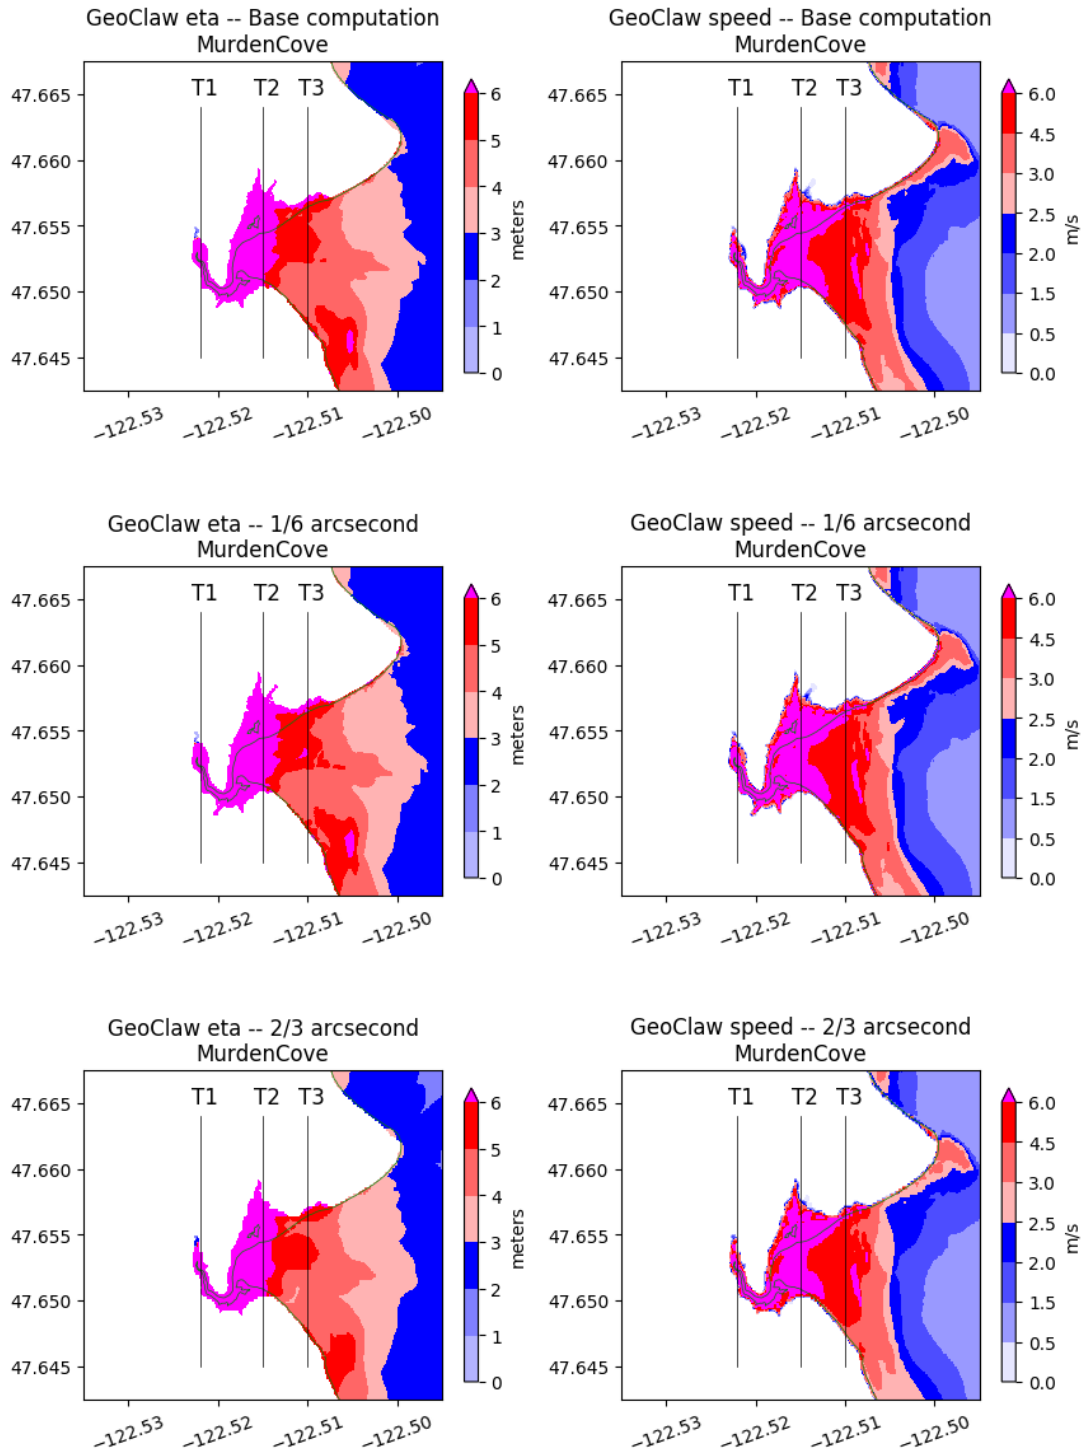 GeoClaw eta -- Base computation
MurdenCove
T1 T2 T3
47.665
47.660
47.655
47.650
47.645
−122.53 −122.52 −122.51 −122.50
6
5
4
3
2
1
0
meters
GeoClaw speed -- Base computation
MurdenCove
T1 T2 T3
47.665
47.660
47.655
47.650
47.645
−122.53 −122.52 −122.51 −122.50
6.0
4.5
3.0
2.5
2.0
1.5
0.5
0.0
m/s
GeoClaw eta -- 1/6 arcsecond
MurdenCove
T1 T2 T3
47.665
47.660
47.655
47.650
47.645
−122.53 −122.52 −122.51 −122.50
6
5
4
3
2
1
0
meters
GeoClaw speed -- 1/6 arcsecond
MurdenCove
T1 T2 T3
47.665
47.660
47.655
47.650
47.645
−122.53 −122.52 −122.51 −122.50
6.0
4.5
3.0
2.5
2.0
1.5
0.5
0.0
m/s
GeoClaw eta -- 2/3 arcsecond
MurdenCove
T1 T2 T3
47.665
47.660
47.655
47.650
47.645
−122.53 −122.52 −122.51 −122.50
6
5
4
3
2
1
0
meters
GeoClaw speed -- 2/3 arcsecond
MurdenCove
T1 T2 T3
47.665
47.660
47.655
47.650
47.645
−122.53 −122.52 −122.51 −122.50
6.0
4.5
3.0
2.5
2.0
1.5
0.5
0.0
m/s